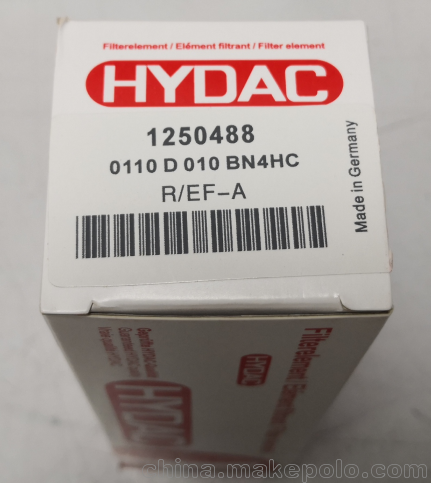 Filterelement / Elément filtrant / Filter element
HYDAC
1250488
0110 D 010 BN4HC
R/EF-A
Made in Germany
HYDAC
Filterelement
HYDAC
china.makepolo.com